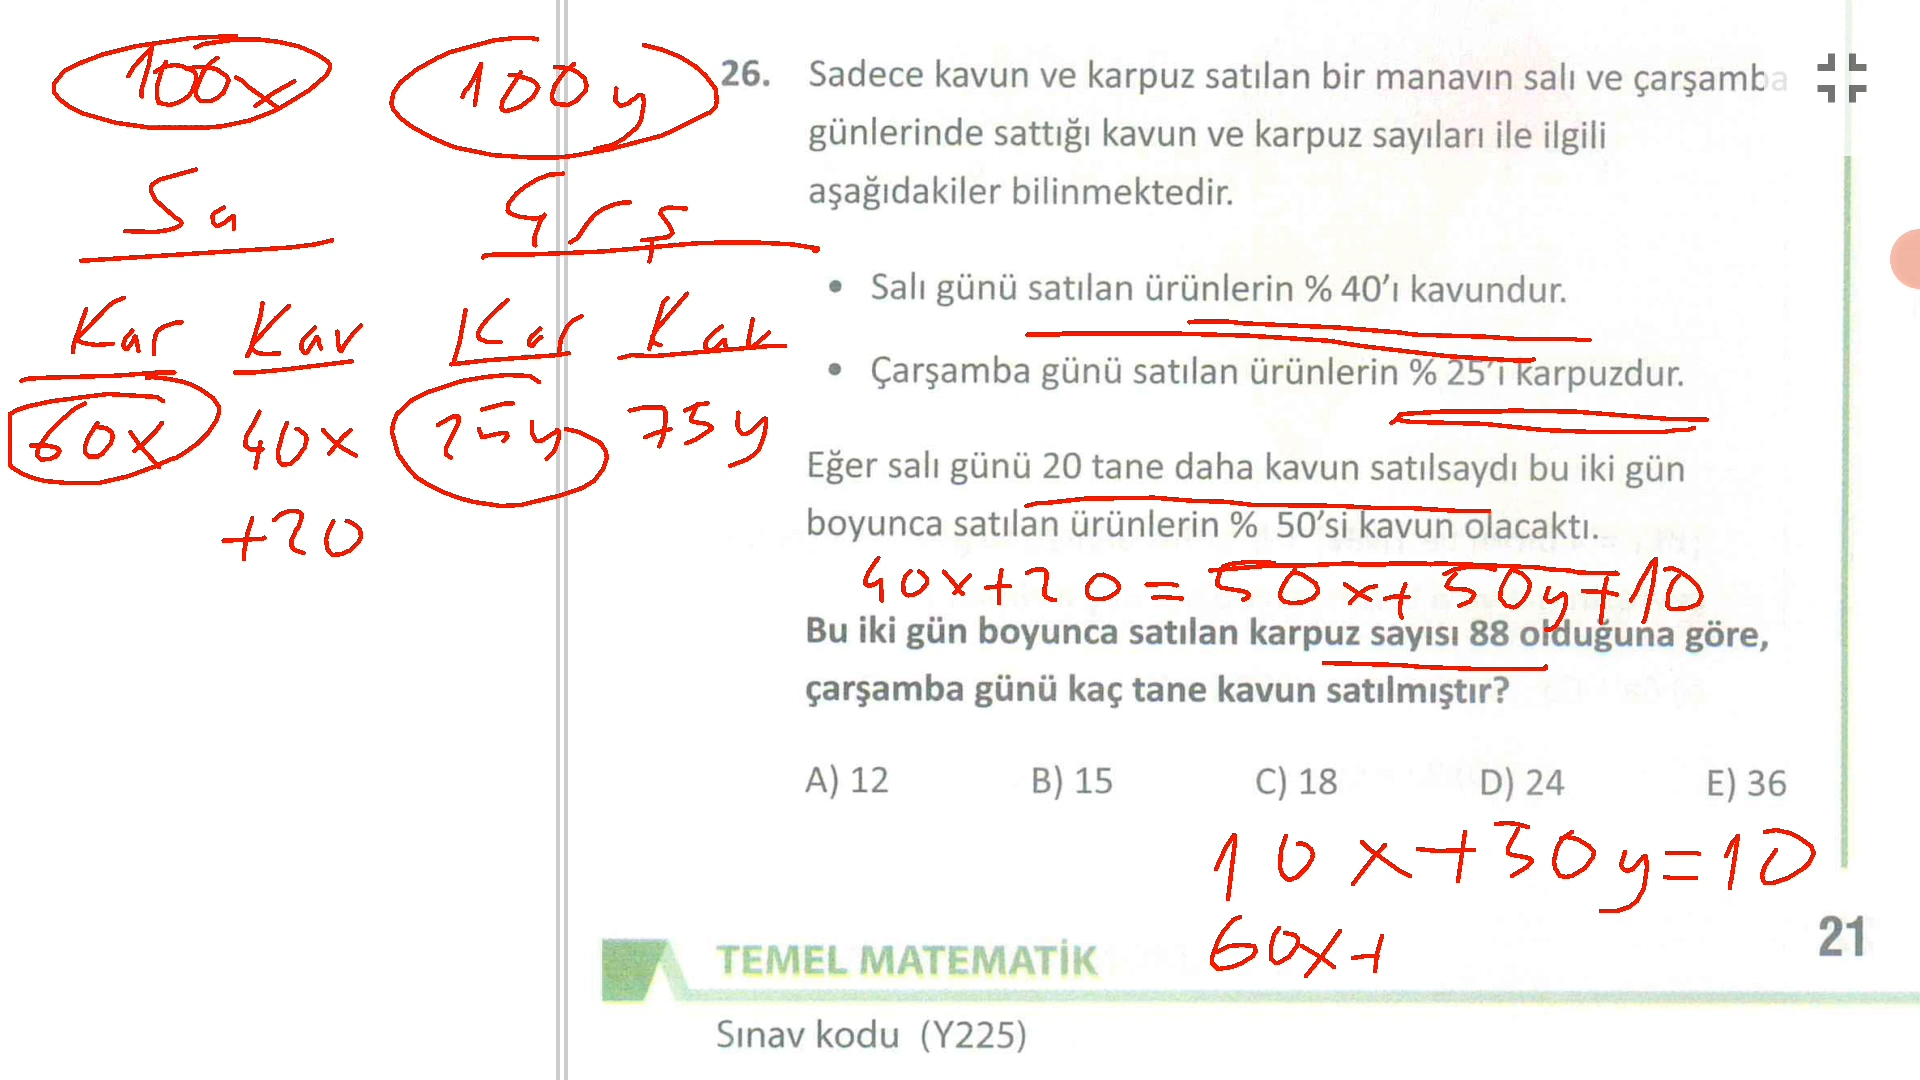 100x 100y
Sa Çrş
Kar Kav Kar Kav
60x 40x 25y 75y
+20
26. Sadece kavun ve karpuz satılan bir manavın salı ve çarşamba
günlerinde sattığı kavun ve karpuz sayıları ile ilgili
aşağıdakiler bilinmektedir.
• Salı günü satılan ürünlerin % 40'ı kavundur.
• Çarşamba günü satılan ürünlerin % 25'i karpuzdur.
Eğer salı günü 20 tane daha kavun satılsaydı bu iki gün
boyunca satılan ürünlerin % 50'si kavun olacaktı.
40x+20=50x+50y+10
Bu iki gün boyunca satılan karpuz sayısı 88 olduğuna göre,
çarşamba günü kaç tane kavun satılmıştır?
A) 12 B) 15 C) 18 D) 24 E) 36
10x+50y=10
60x+
21
TEMEL MATEMATİK
Sınav kodu (Y225)